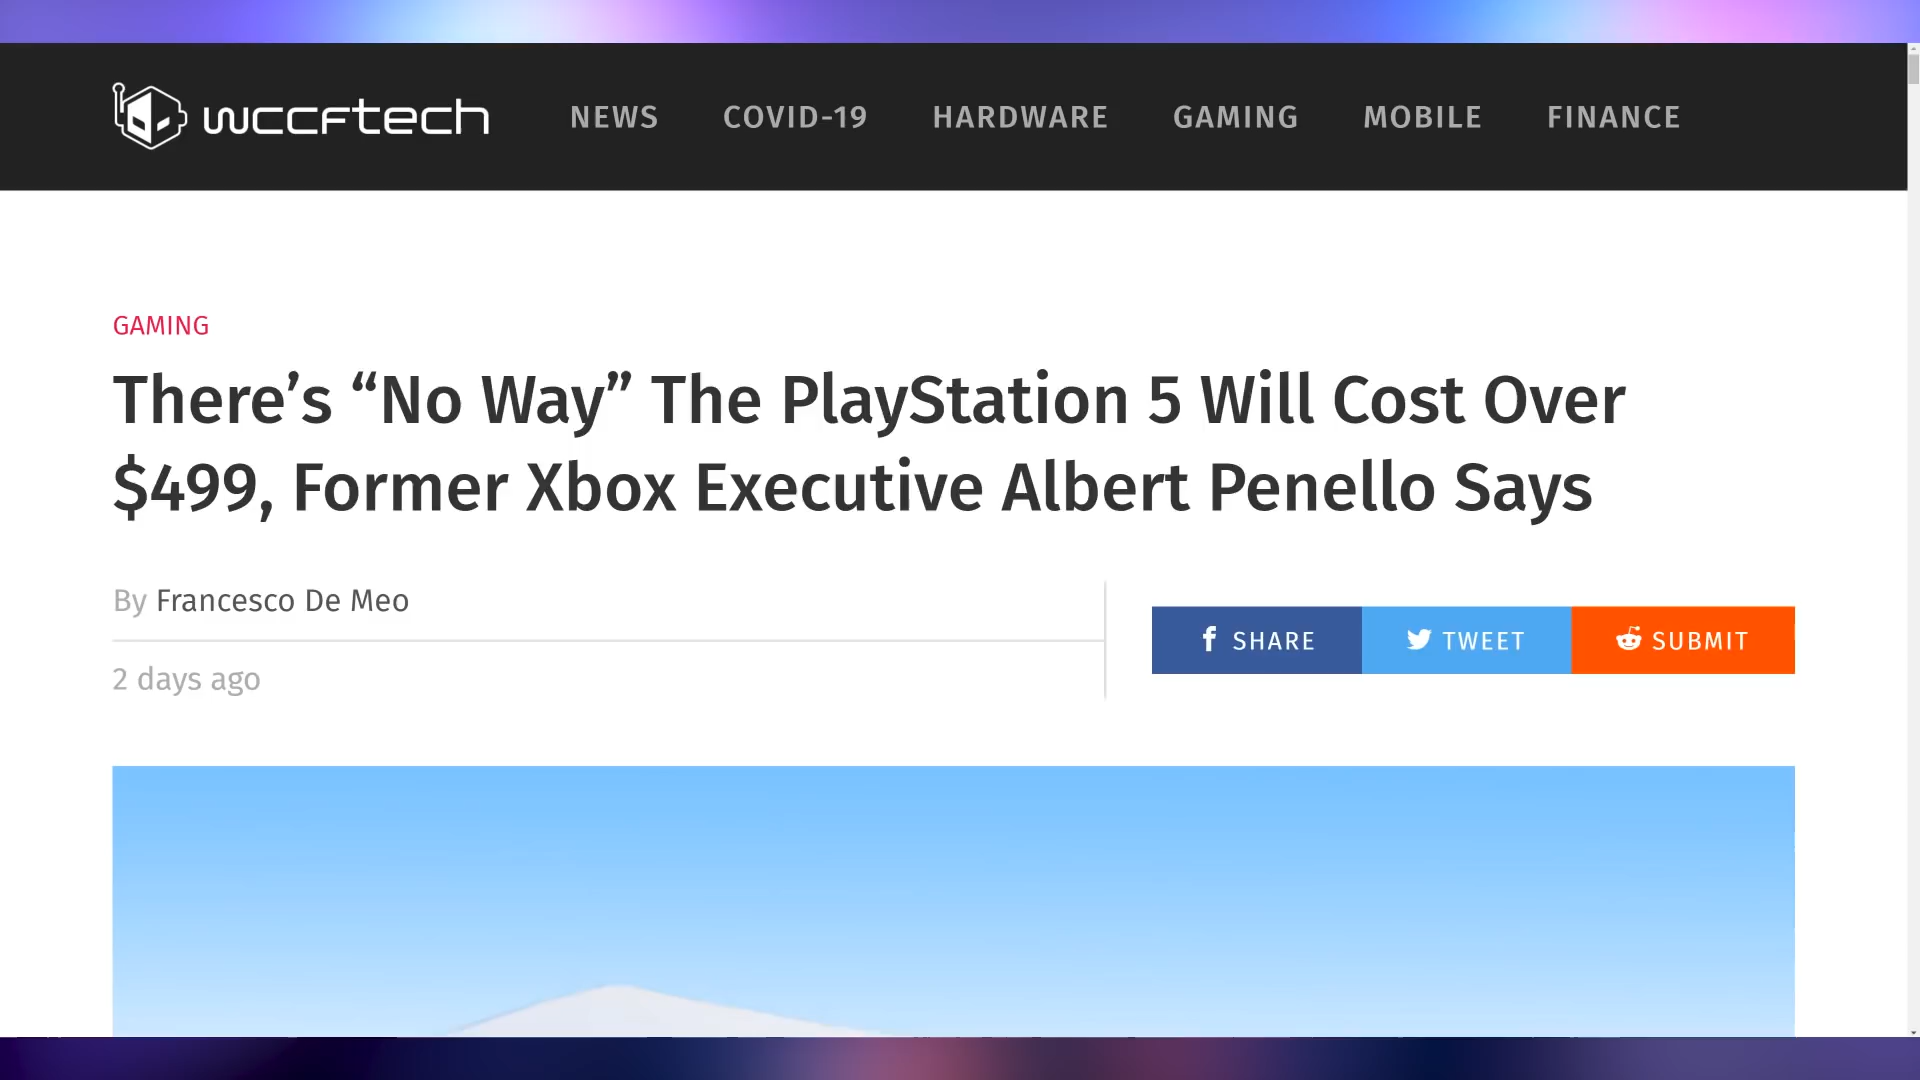 wccftech NEWS COVID-19 HARDWARE GAMING MOBILE FINANCE
GAMING
There’s “No Way” The PlayStation 5 Will Cost Over
$499, Former Xbox Executive Albert Penello Says
By Francesco De Meo
SHARE TWEET SUBMIT
2 days ago